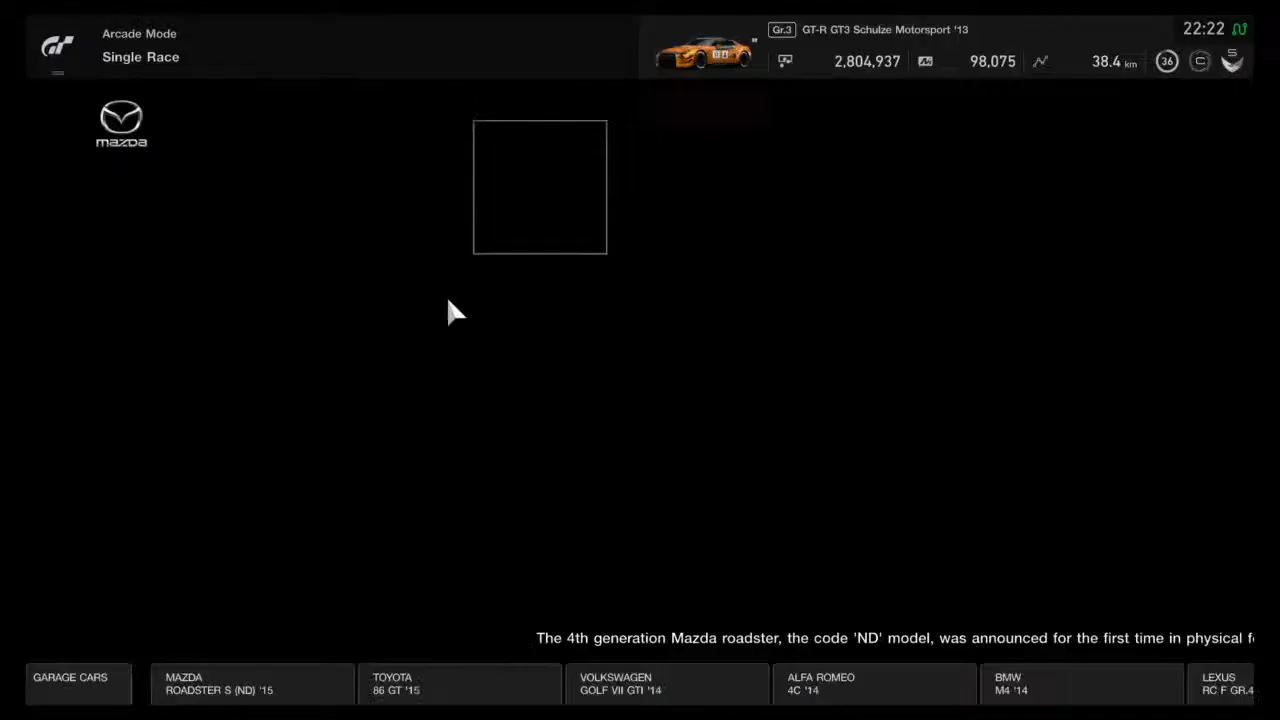 Arcade Mode
Single Race
Gr.3 GT-R GT3 Schulze Motorsport '13
22:22
2,804,937 98,075 38.4 km 36 C S
mazda
The 4th generation Mazda roadster, the code 'ND' model, was announced for the first time in physical f
GARAGE CARS
MAZDA
ROADSTER S (ND) '15
TOYOTA
86 GT '15
VOLKSWAGEN
GOLF VII GTI '14
ALFA ROMEO
4C '14
BMW
M4 '14
LEXUS
RC F GR.4